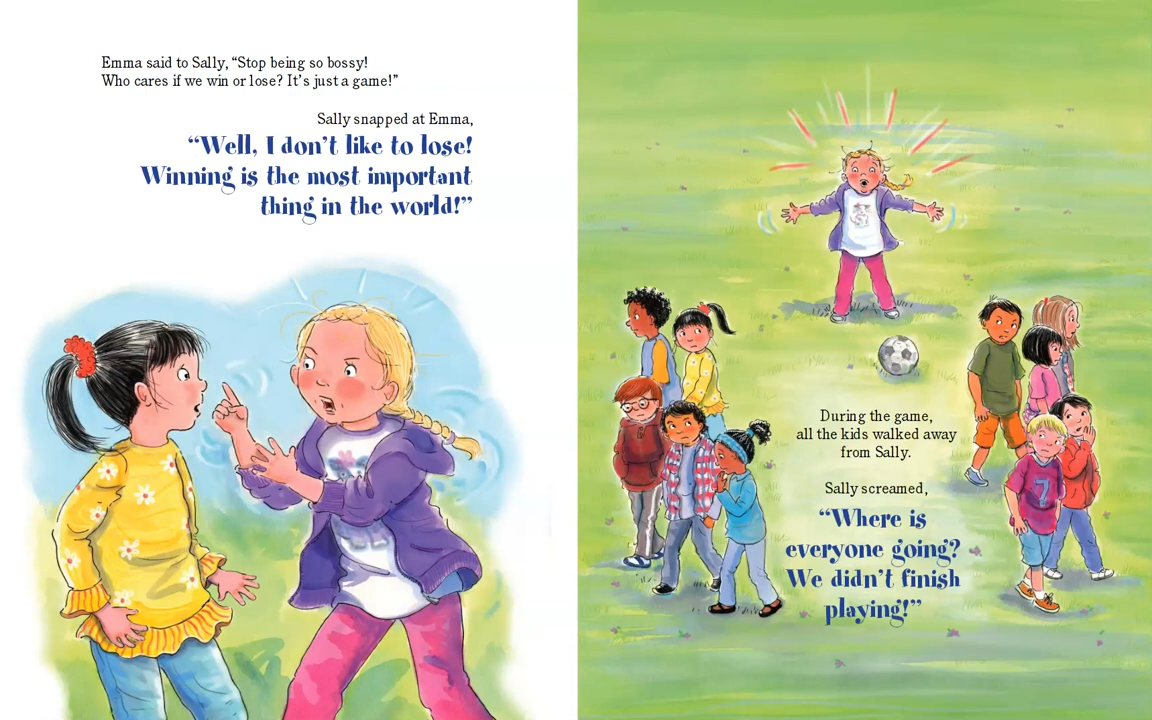 Emma said to Sally, “Stop being so bossy!
Who cares if we win or lose? It’s just a game!”
Sally snapped at Emma,
“Well, I don’t like to lose!
Winning is the most important
thing in the world!”
During the game,
all the kids walked away
from Sally.
Sally screamed,
“Where is
everyone going?
We didn’t finish
playing!”
7